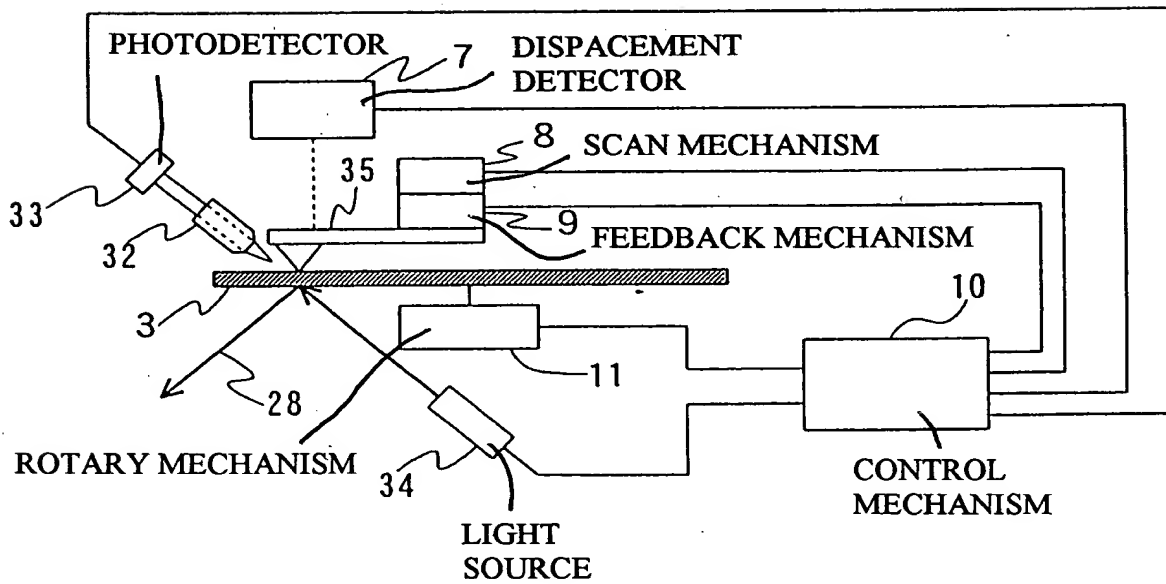 PHOTODETECTOR
7
DISPACEMENT
DETECTOR
8
SCAN MECHANISM
33
35
32
9
FEEDBACK MECHANISM
3
10
28
11
ROTARY MECHANISM
34
CONTROL
MECHANISM
LIGHT
SOURCE